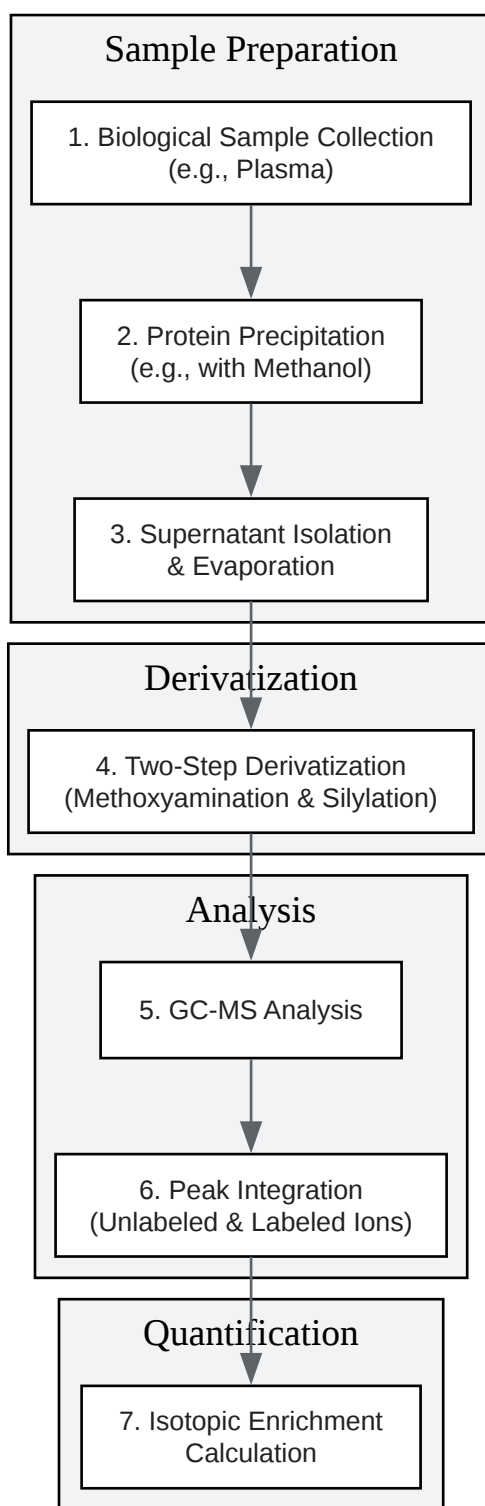 Sample Preparation
1. Biological Sample Collection
(e.g., Plasma)
2. Protein Precipitation
(e.g., with Methanol)
3. Supernatant Isolation
& Evaporation
Derivatization
4. Two-Step Derivatization
(Methoxyamination & Silylation)
Analysis
5. GC-MS Analysis
6. Peak Integration
(Unlabeled & Labeled Ions)
Quantification
7. Isotopic Enrichment
Calculation